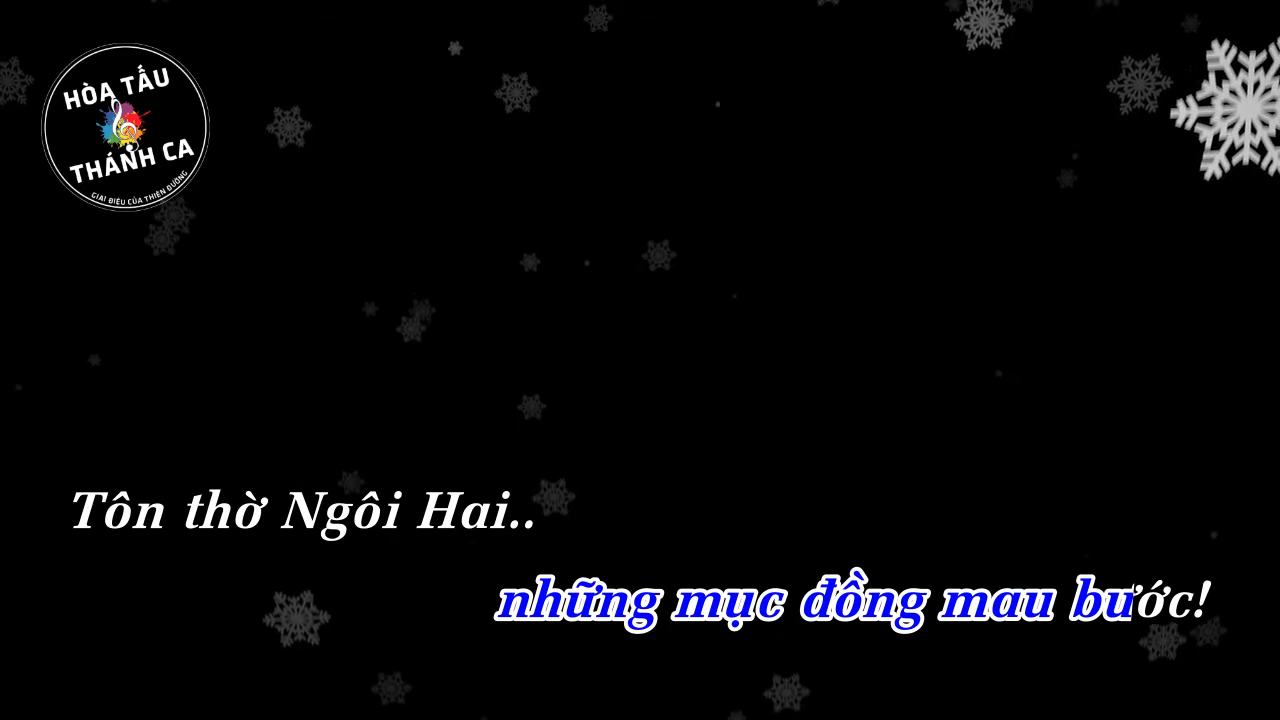 HÒA TẤU
THÁNH CA
GIAI ĐIỆU CỦA THIÊN ĐƯỜNG
Tôn thờ Ngôi Hai..
những mục đồng mau bước!